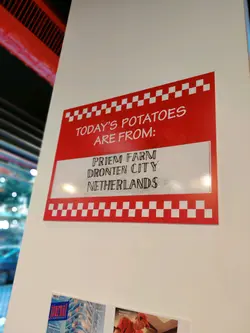 TODAY'S POTATOES
ARE FROM:
PRIEM FARM
DRONTEN CITY
NETHERLANDS